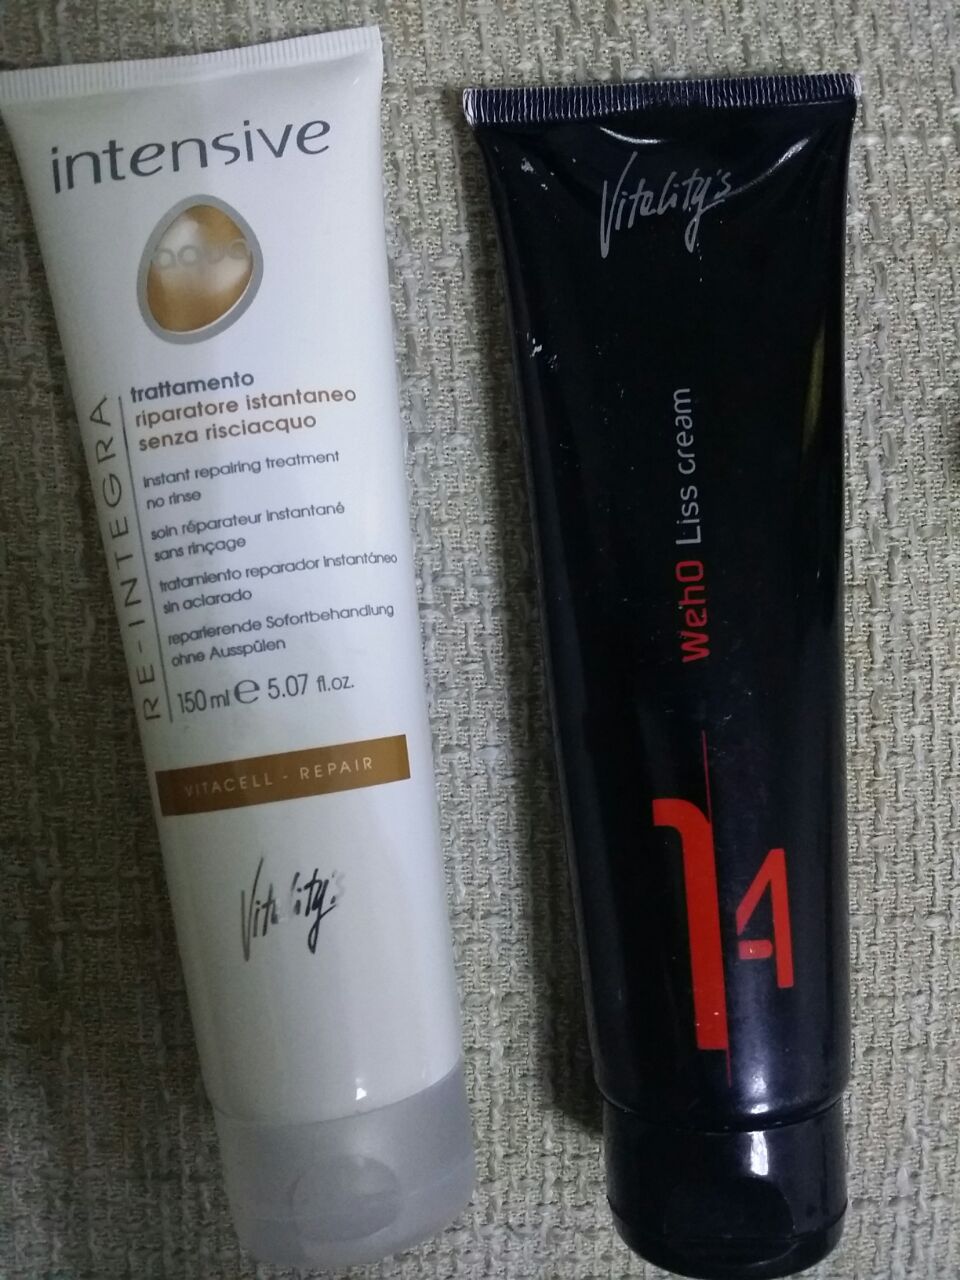 intensive
aqua
RE-INTEGRA
trattamento
riparatore istantaneo
senza risciacquo
instant repairing treatment
no rinse
soin réparateur instantané
sans rinçage
tratamiento reparador instantáneo
sin aclarado
reparierende Sofortbehandlung
ohne Ausspülen
150 ml e 5.07 fl.oz.
VITACELL - REPAIR
Vitality's
Vitality's
WehO Liss cream
14